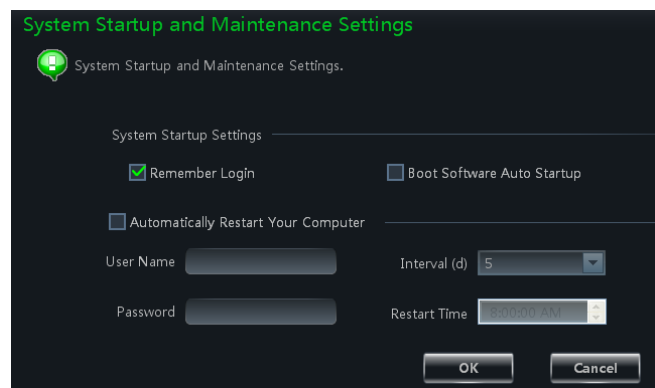 System Startup and Maintenance Settings
System Startup and Maintenance Settings.
System Startup Settings
Remember Login
Boot Software Auto Startup
Automatically Restart Your Computer
User Name
Interval (d)
5
Password
Restart Time
8:00:00 AM
OK
Cancel